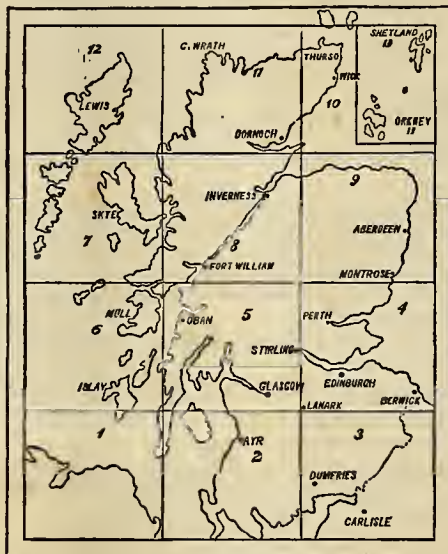 12
C. WRATH
11
THURSO
SHETLAND
13
LEWIS
WICK
10
ORKNEY
DORNOCH
INVERNESS
9
SKYE
ABERDEEN
7
8
FORT WILLIAM
MONTROSE
MULL
6
OBAN
5
PERTH
4
STIRLING
EDINBURGH
ISLAY
GLASGOW
BERWICK
LANARK
1
AYR
2
3
DUMFRIES
CARLISLE